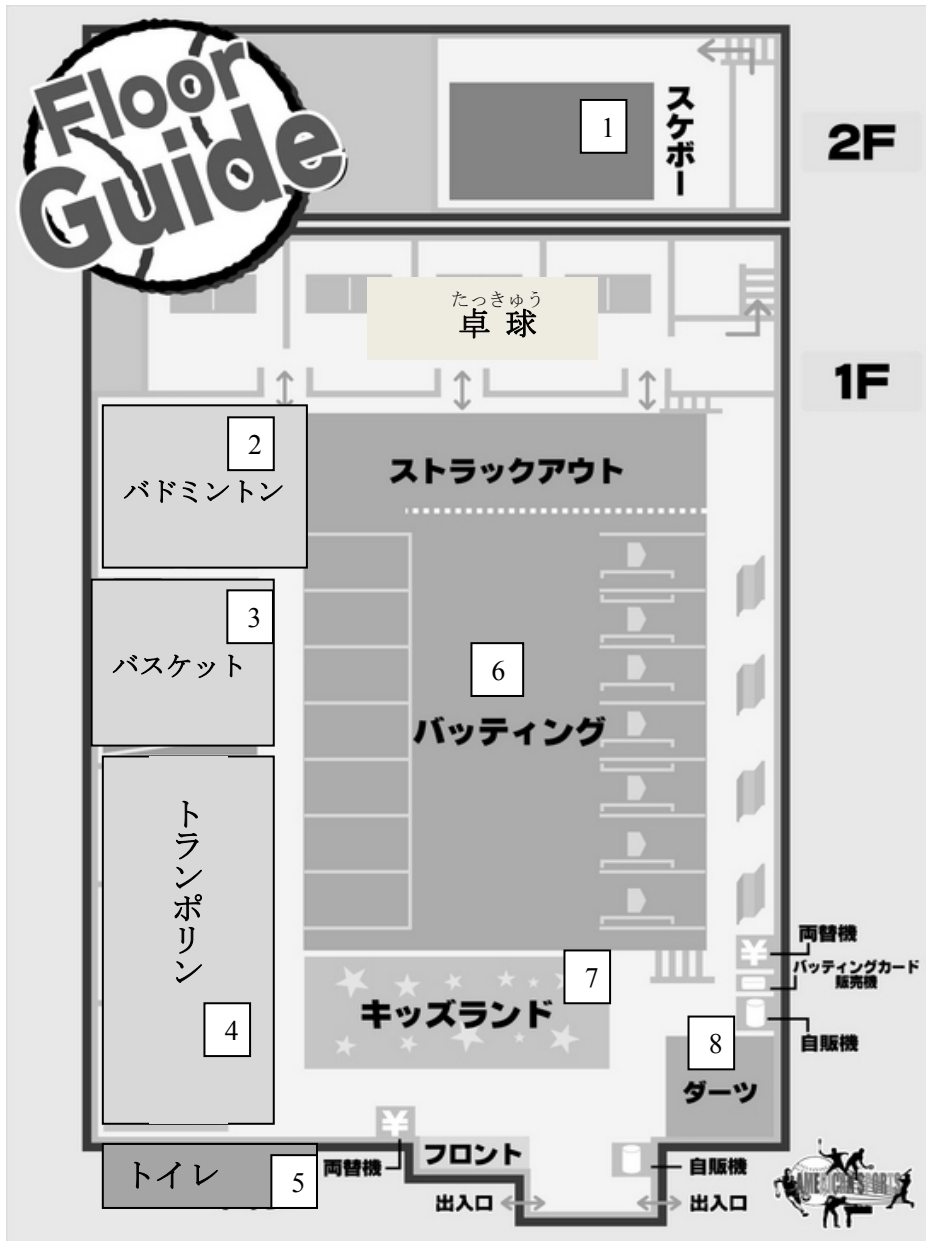 Floor
Guide
1
スケボー
2F
たっきゅう
卓球
1F
2
バドミントン
ストラックアウト
3
バスケット
6
バッティング
トランポリン
4
両替機
バッティングカード
販売機
自販機
7
キッズランド
8
ダーツ
トイレ
5
両替機
フロント
自販機
出入口
出入口
AMERICAN SPORTS